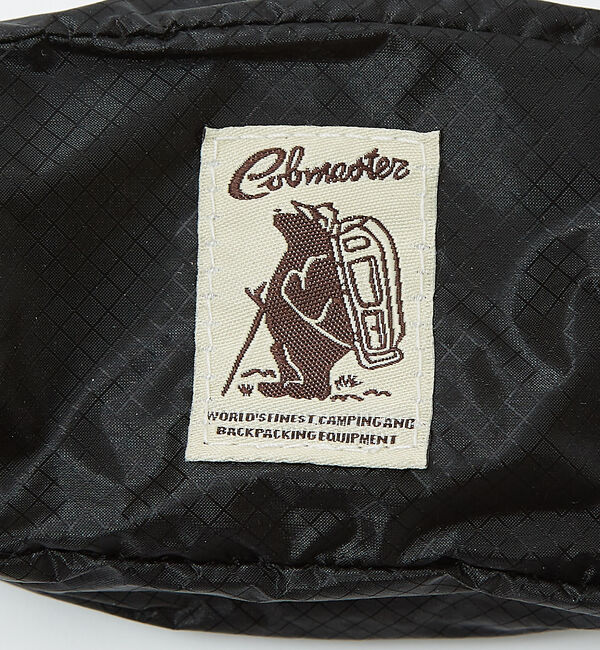 Cobmaster
WORLD'S FINEST, CAMPING AND
BACKPACKING EQUIPMENT